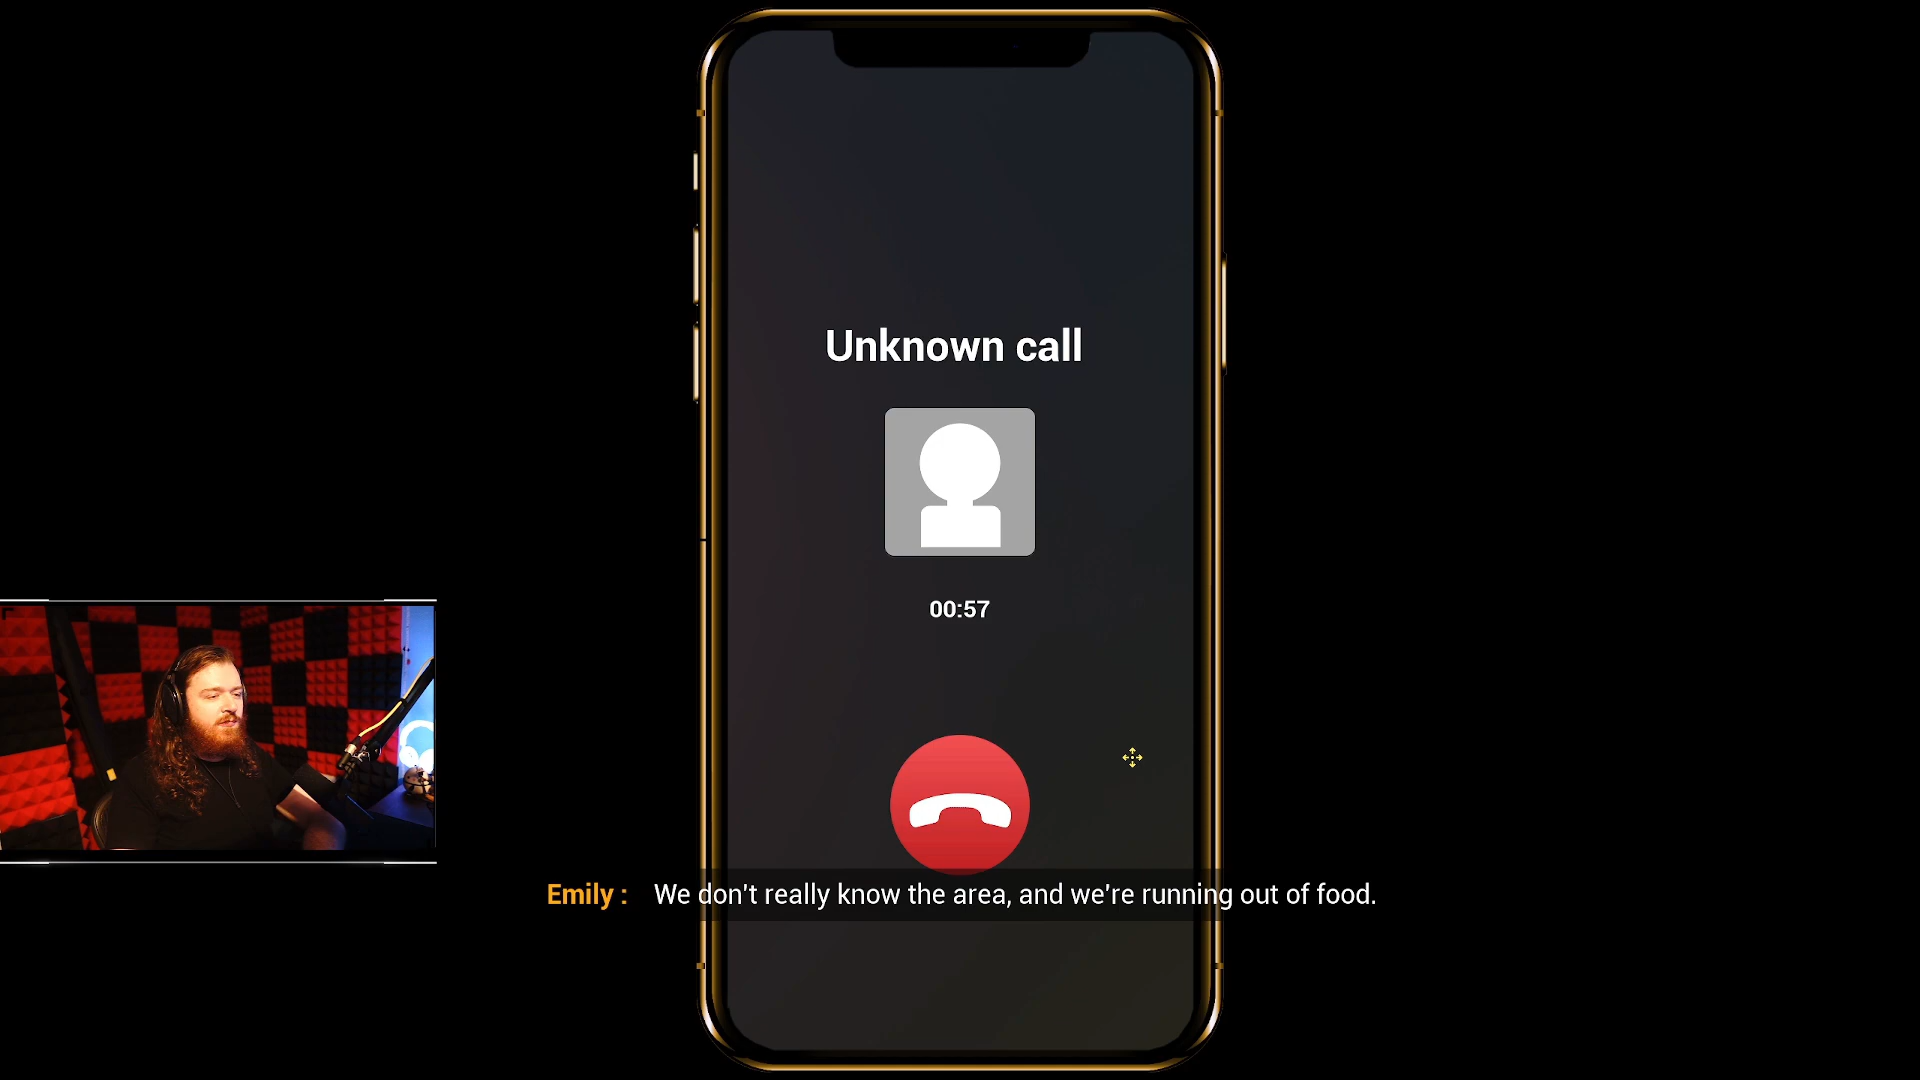 Unknown call
00:57
Emily : We don't really know the area, and we're running out of food.